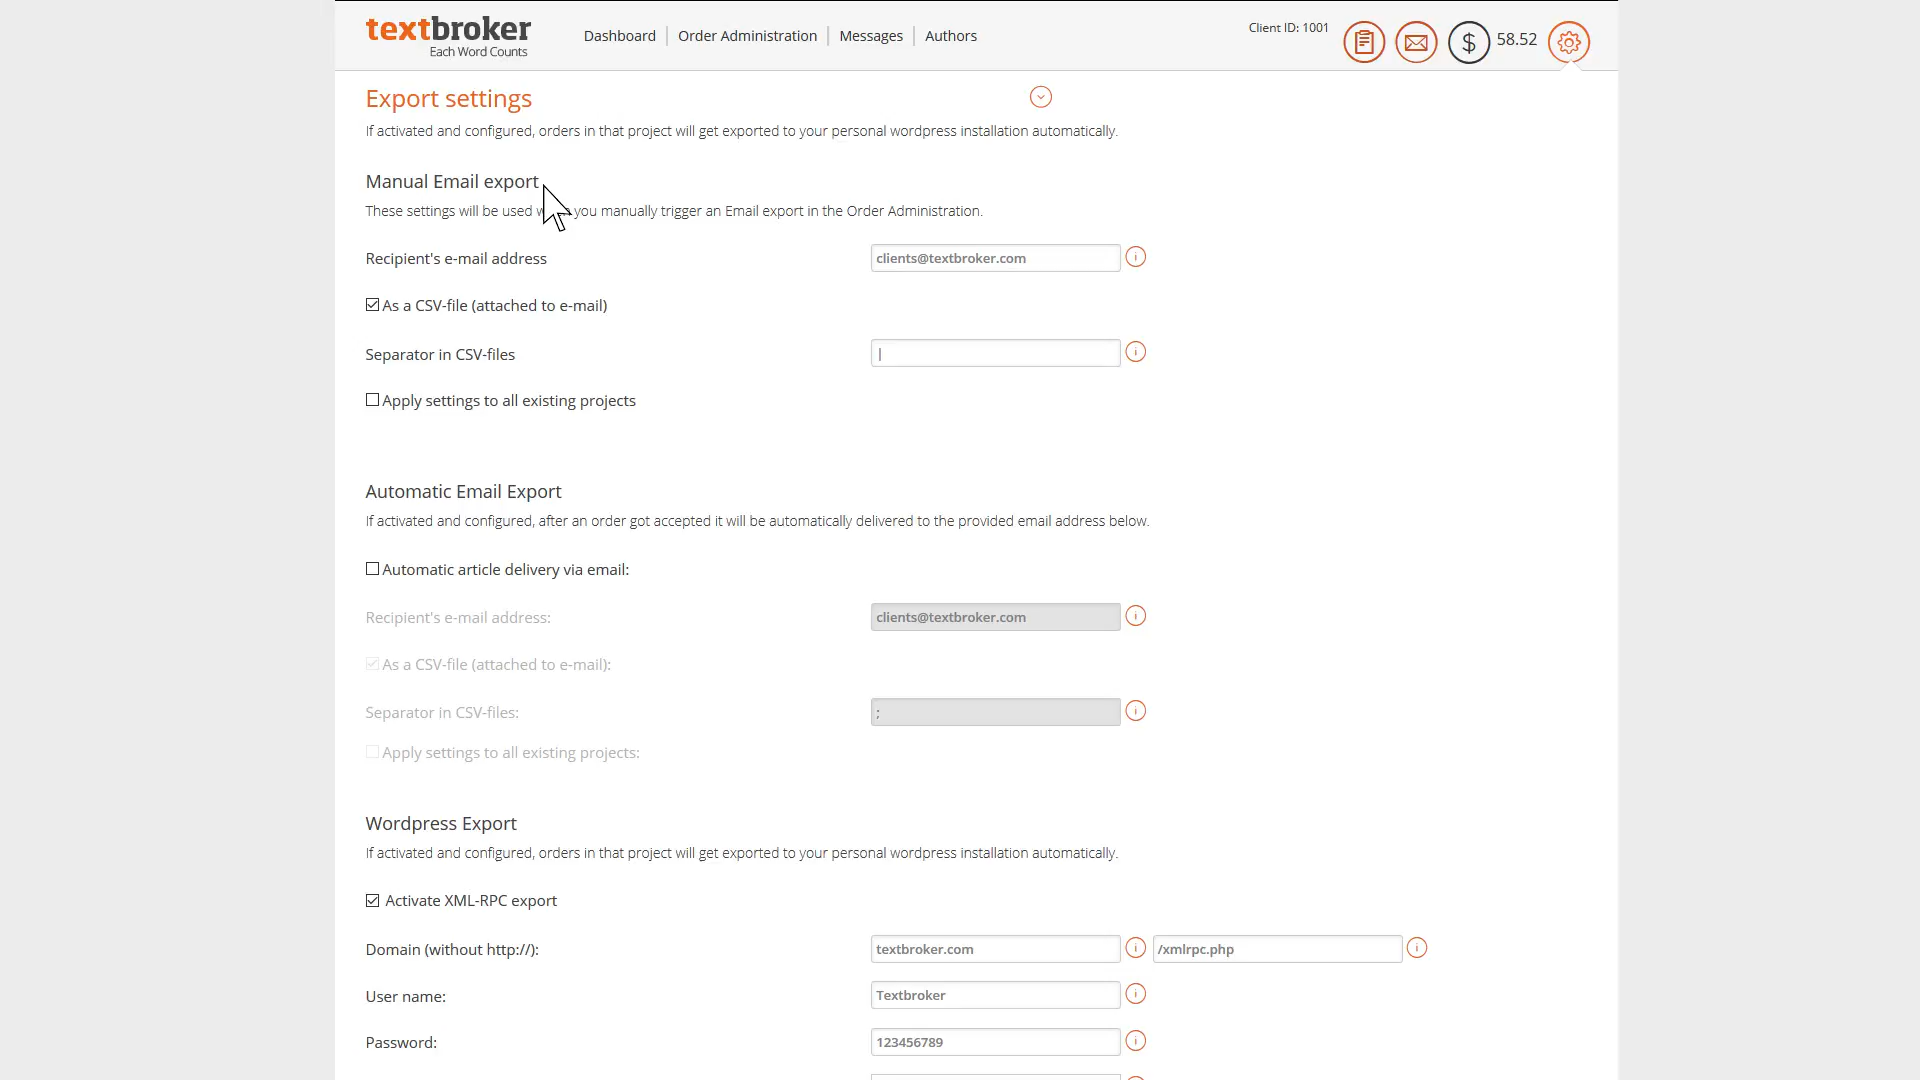 textbroker
Each Word Counts
Dashboard
Order Administration
Messages
Authors
Client ID: 1001
$
58.52
Export settings
If activated and configured, orders in that project will get exported to your personal wordpress installation automatically.
Manual Email export
These settings will be used you manually trigger an Email export in the Order Administration.
Recipient's e-mail address
clients@textbroker.com
i
As a CSV-file (attached to e-mail)
Separator in CSV-files
|
i
Apply settings to all existing projects
Automatic Email Export
If activated and configured, after an order got accepted it will be automatically delivered to the provided email address below.
Automatic article delivery via email:
Recipient's e-mail address:
clients@textbroker.com
i
As a CSV-file (attached to e-mail):
Separator in CSV-files:
;
i
Apply settings to all existing projects:
Wordpress Export
If activated and configured, orders in that project will get exported to your personal wordpress installation automatically.
Activate XML-RPC export
Domain (without http://):
textbroker.com
i
/xmlrpc.php
i
User name:
Textbroker
i
Password:
123456789
i